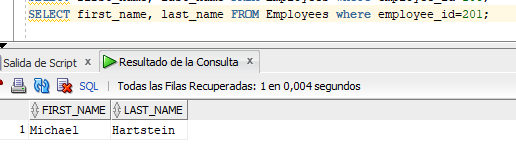 SELECT first_name, last_name FROM Employees where employee_id=201;
Salida de Script × Resultado de la Consulta ×
SQL | Todas las Filas Recuperadas: 1 en 0,004 segundos
FIRST_NAME LAST_NAME
1 Michael Hartstein